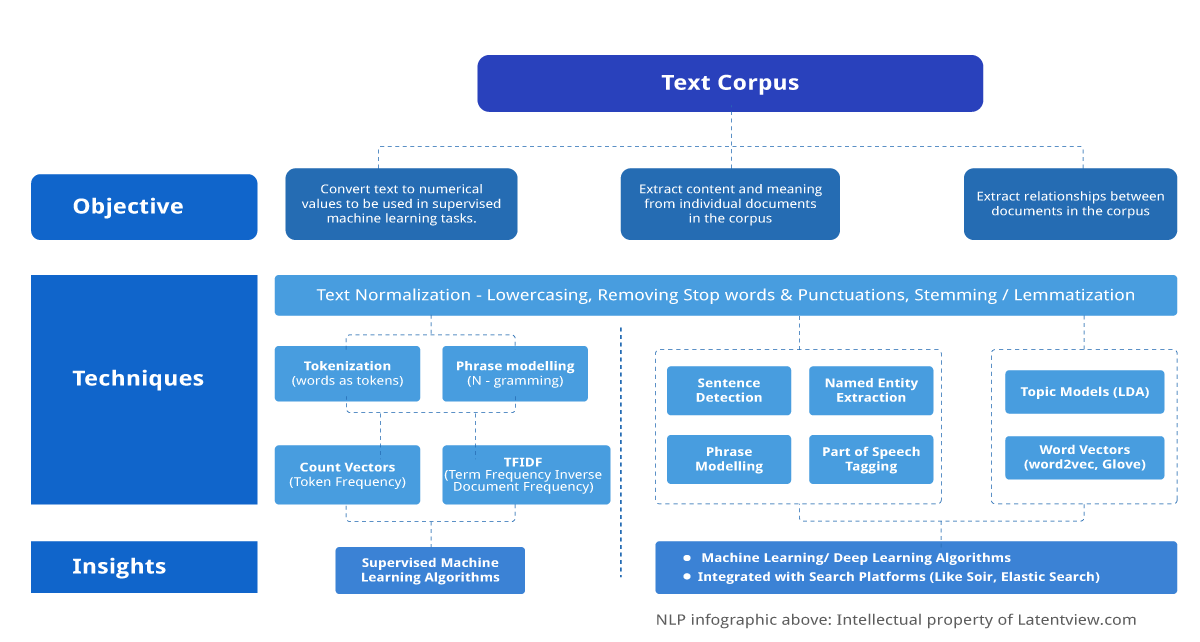 Text Corpus
Objective
Convert text to numerical
values to be used in supervised
machine learning tasks.
Extract content and meaning
from individual documents
in the corpus
Extract relationships between
documents in the corpus
Techniques
Text Normalization - Lowercasing, Removing Stop words & Punctuations, Stemming / Lemmatization
Tokenization
(words as tokens)
Phrase modelling
(N - gramming)
Count Vectors
(Token Frequency)
TFIDF
(Term Frequency Inverse
Document Frequency)
Sentence
Detection
Named Entity
Extraction
Phrase
Modelling
Part of Speech
Tagging
Topic Models (LDA)
Word Vectors
(word2vec, Glove)
Insights
Supervised Machine
Learning Algorithms
● Machine Learning/ Deep Learning Algorithms
● Integrated with Search Platforms (Like Soir, Elastic Search)
NLP infographic above: Intellectual property of Latentview.com